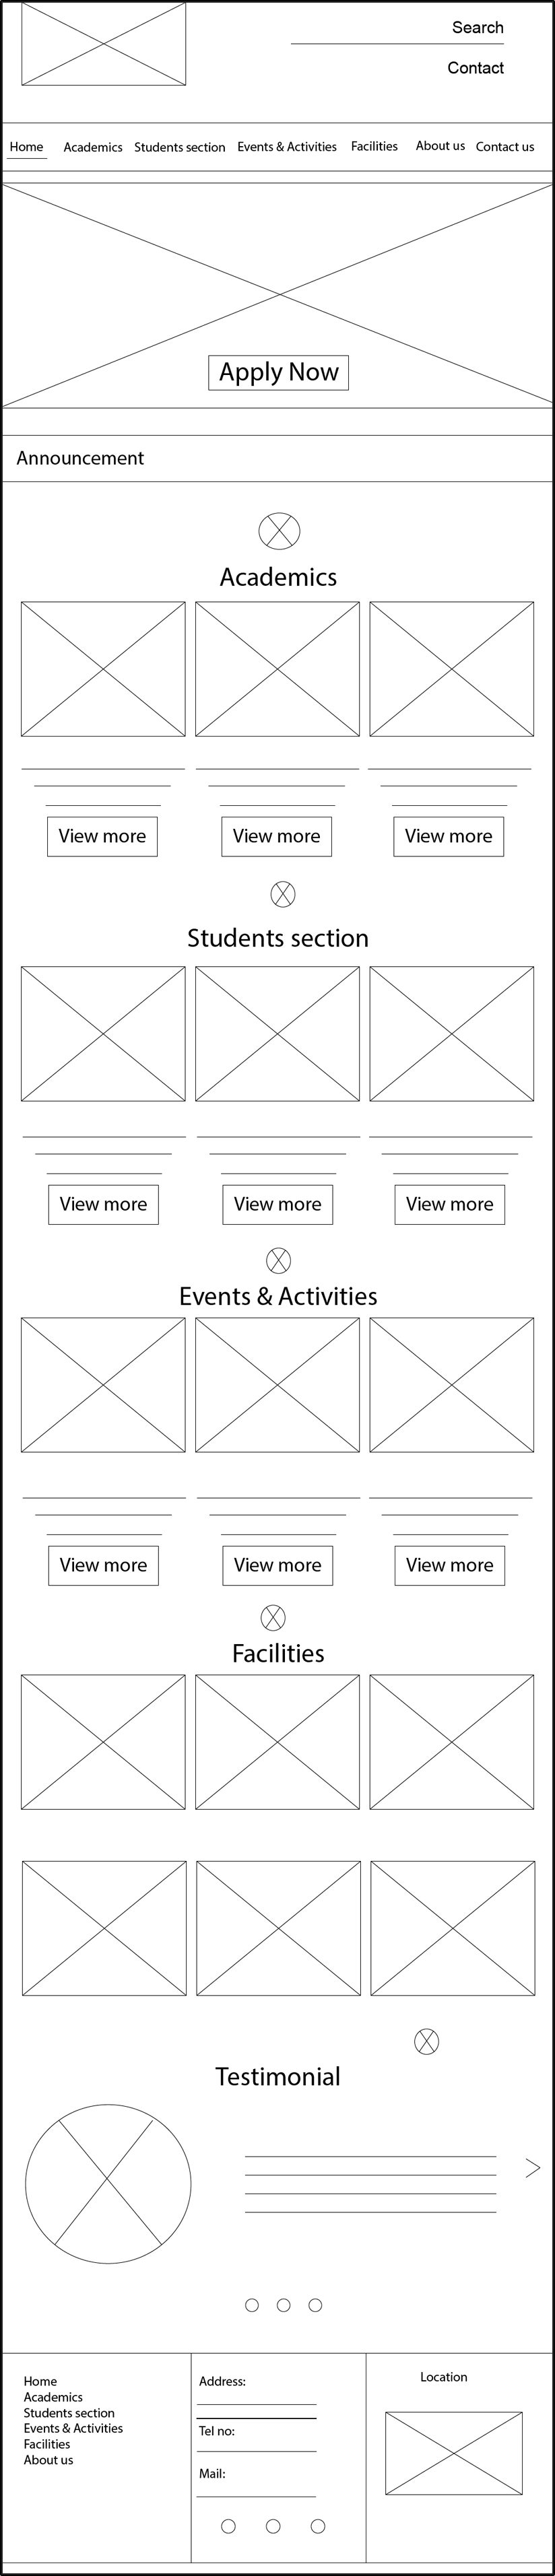 Search
Contact
Home Academics Students section Events & Activities Facilities About us Contact us
Apply Now
Announcement
Academics
View more View more View more
Students section
View more View more View more
Events & Activities
View more View more View more
Facilities
Testimonial
Home
Academics
Students section
Events & Activities
Facilities
About us
Address:
Tel no:
Mail:
Location